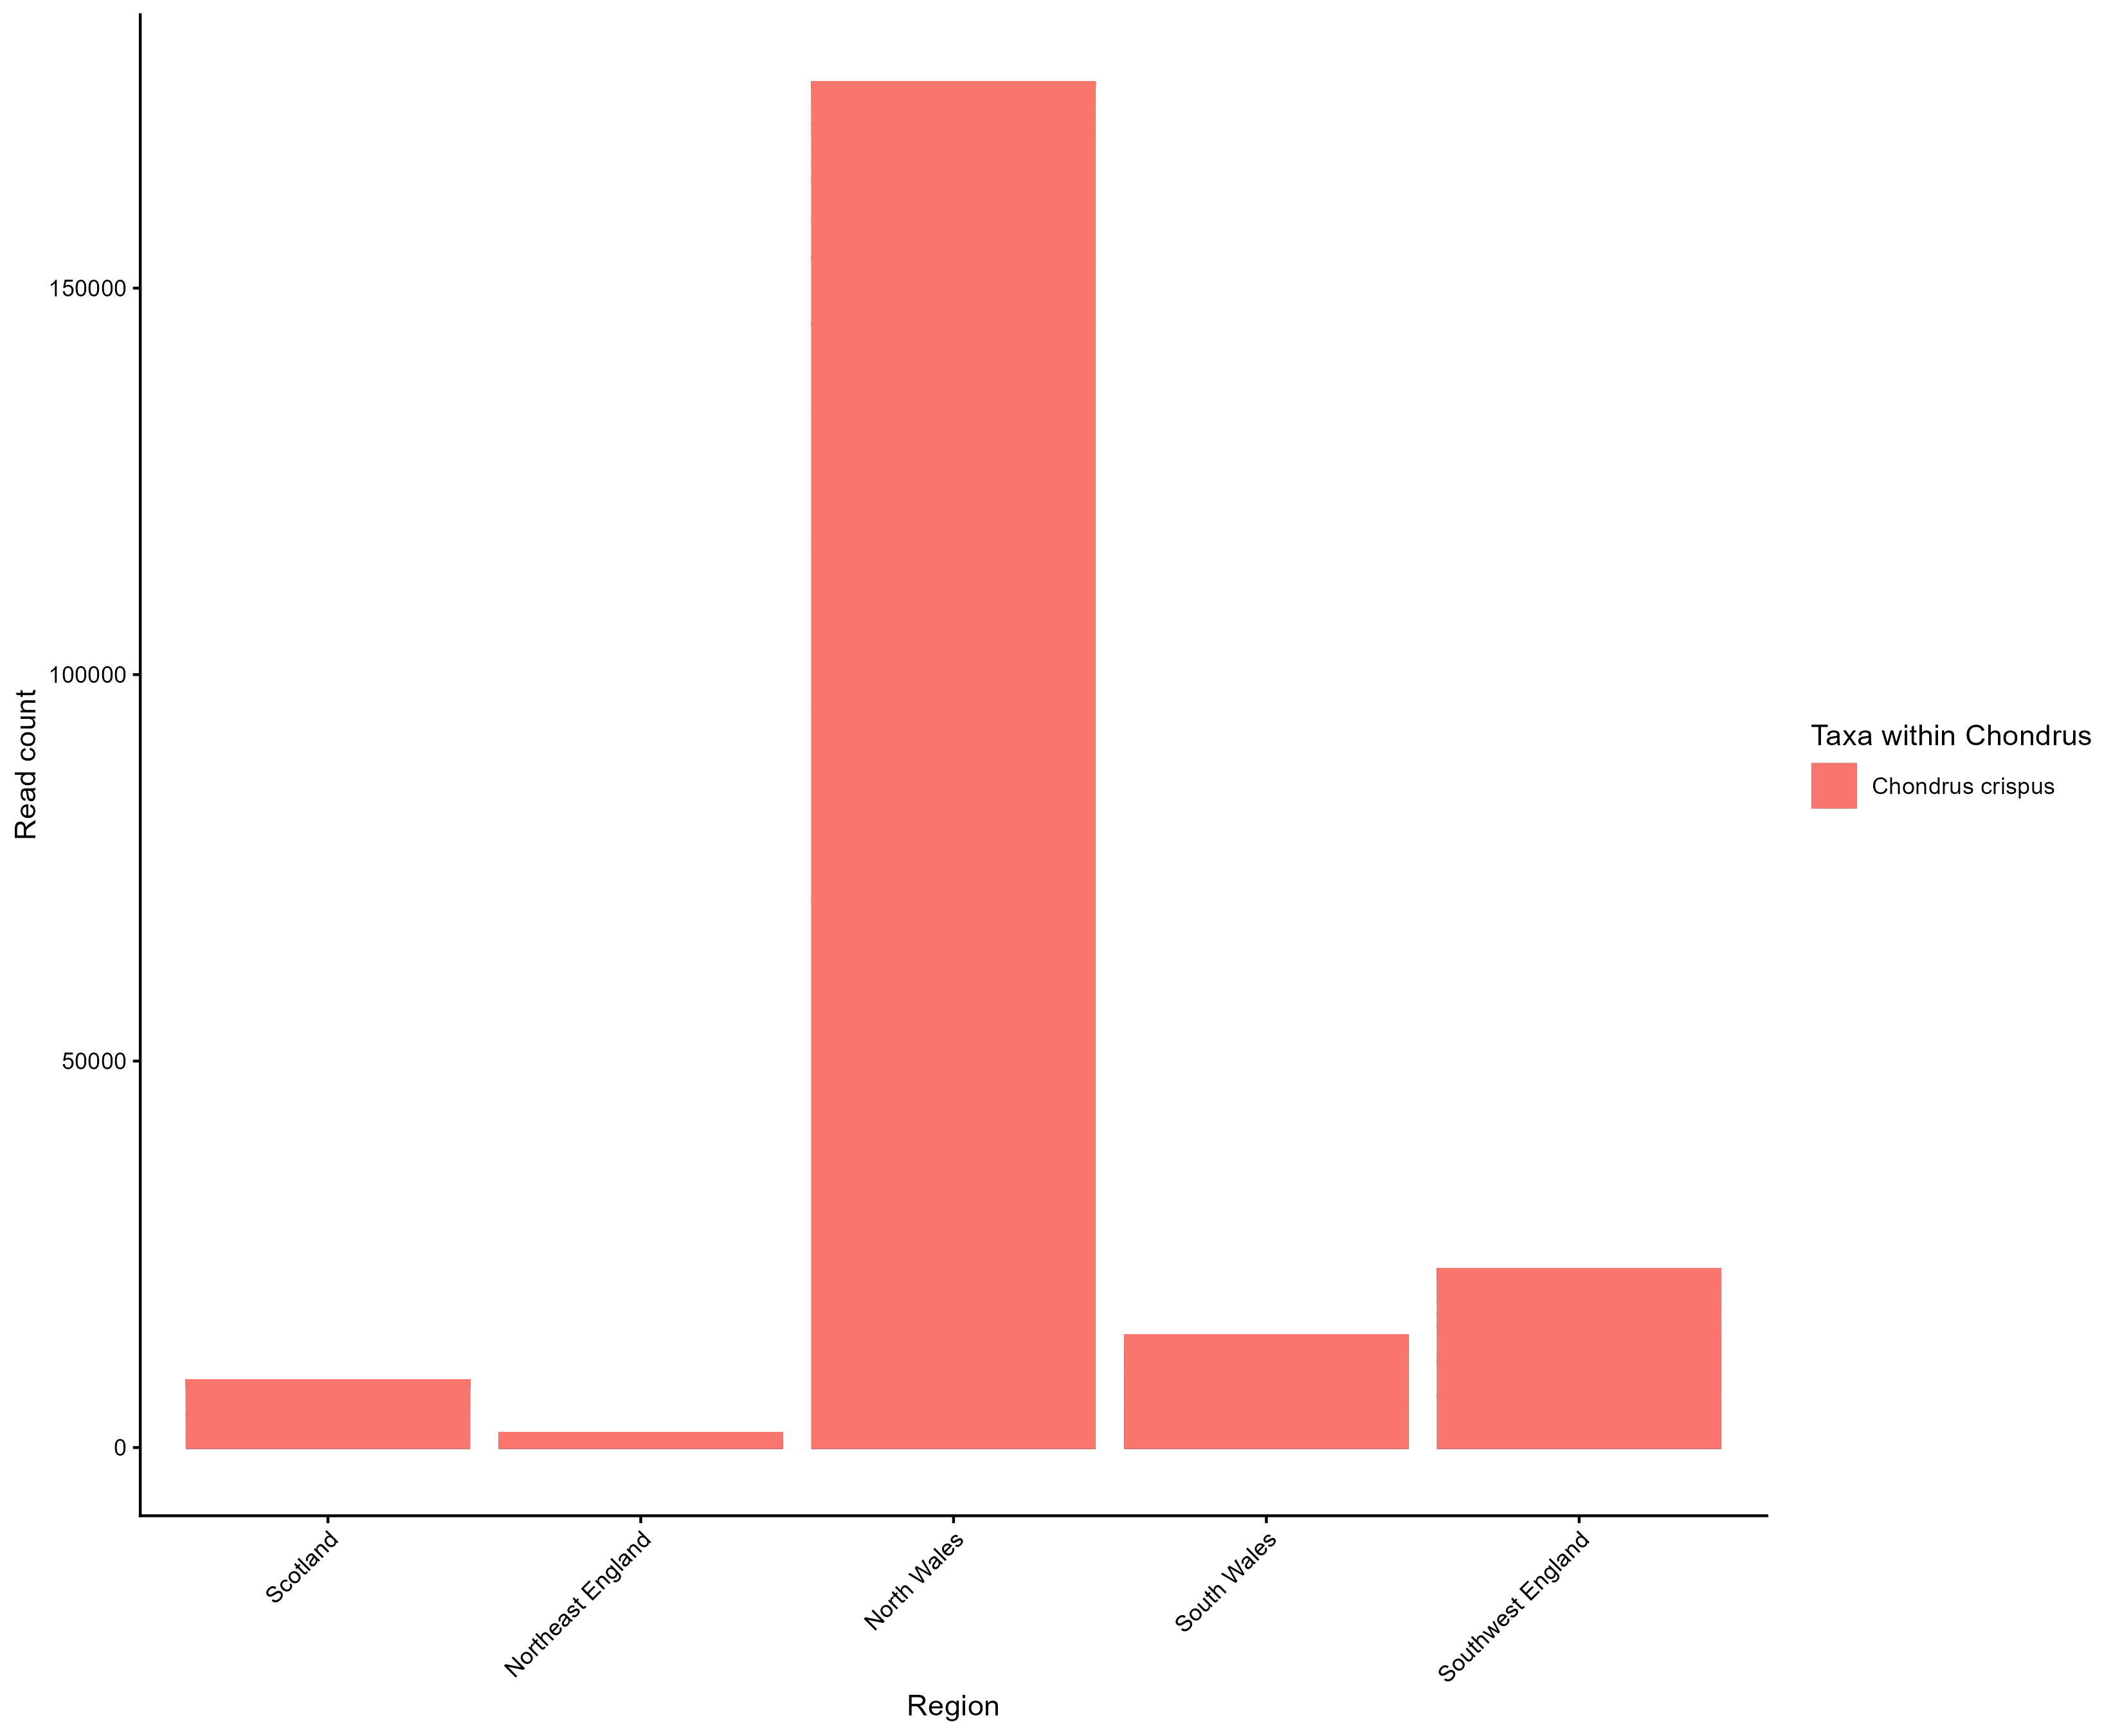 150000
100000
50000
0
Read count
Scotland
Northeast England
North Wales
South Wales
Southwest England
Region
Taxa within Chondrus
Chondrus crispus